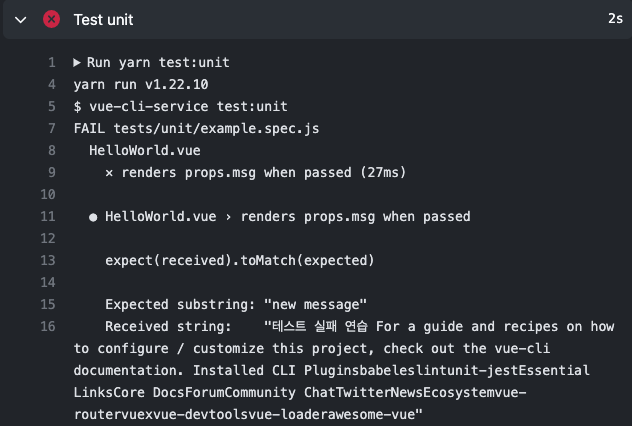 Test unit 2s
1 ▶ Run yarn test:unit
4 yarn run v1.22.10
5 $ vue-cli-service test:unit
7 FAIL tests/unit/example.spec.js
8 HelloWorld.vue
9 × renders props.msg when passed (27ms)
10
11 ● HelloWorld.vue › renders props.msg when passed
12
13 expect(received).toMatch(expected)
14
15 Expected substring: "new message"
16 Received string: "테스트 실패 연습 For a guide and recipes on how
to configure / customize this project, check out the vue-cli
documentation. Installed CLI Pluginsbabeleslintunit-jestEssential
LinksCore DocsForumCommunity ChatTwitterNewsEcosystemvue-
routervuexvue-devtoolsvue-loaderawesome-vue"